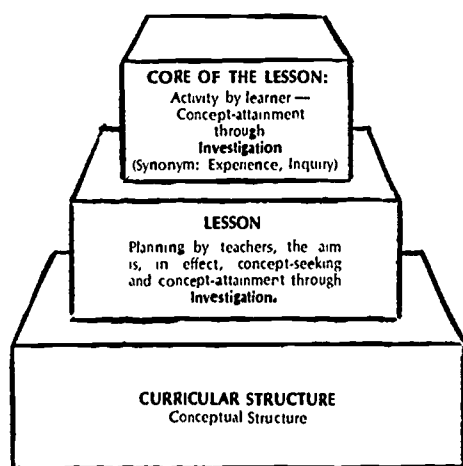 CORE OF THE LESSON:
Activity by learner —
Concept-attainment
through
Investigation
(Synonym: Experience, Inquiry)
LESSON
Planning by teachers, the aim
is, in effect, concept-seeking
and concept-attainment through
Investigation.
CURRICULAR STRUCTURE
Conceptual Structure